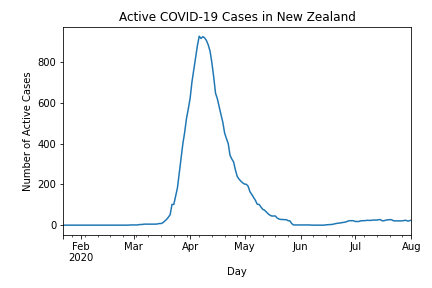 Active COVID-19 Cases in New Zealand
Number of Active Cases
800
600
400
200
0
Feb Mar Apr May Jun Jul Aug
2020
Day